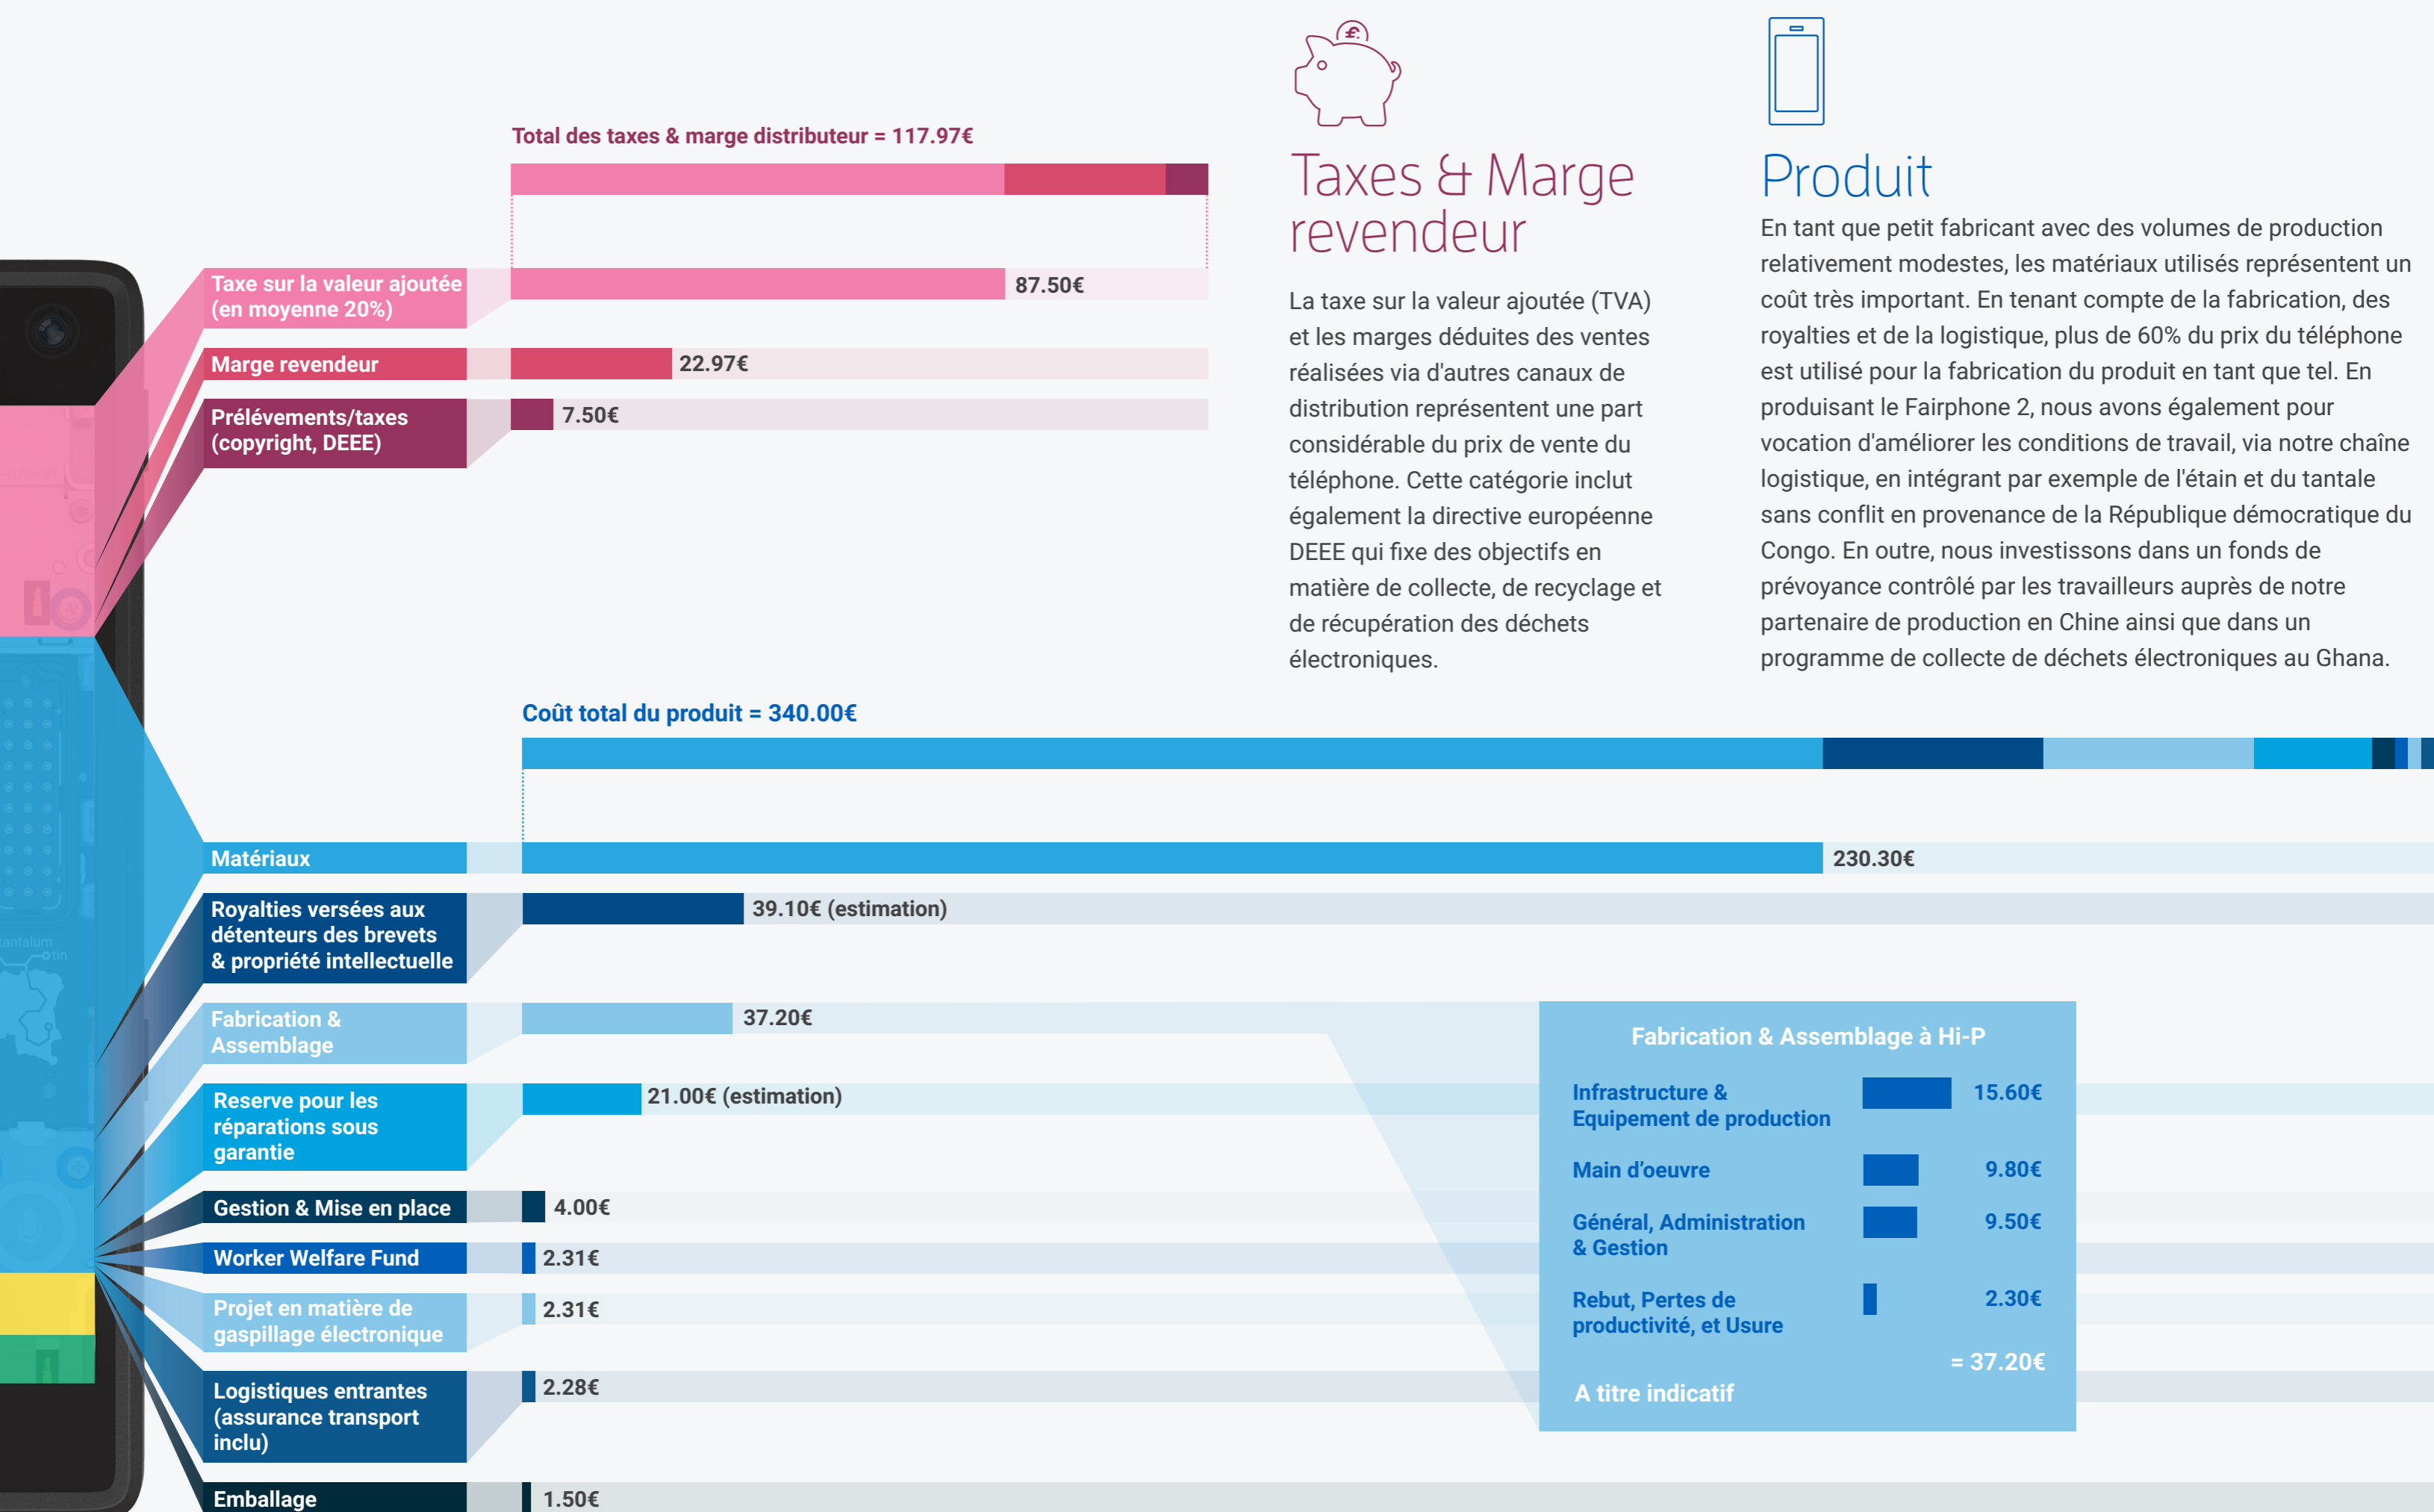 Total des taxes & marge distributeur = 117.97€
Taxe sur la valeur ajoutée
(en moyenne 20%)
87.50€
Marge revendeur
22.97€
Prélévements/taxes
(copyright, DEEE)
7.50€
£
Taxes & Marge
revendeur
La taxe sur la valeur ajoutée (TVA)
et les marges déduites des ventes
réalisées via d'autres canaux de
distribution représentent une part
considérable du prix de vente du
téléphone. Cette catégorie inclut
également la directive européenne
DEEE qui fixe des objectifs en
matière de collecte, de recyclage et
de récupération des déchets
électroniques.
Produit
En tant que petit fabricant avec des volumes de production
relativement modestes, les matériaux utilisés représentent un
coût très important. En tenant compte de la fabrication, des
royalties et de la logistique, plus de 60% du prix du téléphone
est utilisé pour la fabrication du produit en tant que tel. En
produisant le Fairphone 2, nous avons également pour
vocation d'améliorer les conditions de travail, via notre chaîne
logistique, en intégrant par exemple de l'étain et du tantale
sans conflit en provenance de la République démocratique du
Congo. En outre, nous investissons dans un fonds de
prévoyance contrôlé par les travailleurs auprès de notre
partenaire de production en Chine ainsi que dans un
programme de collecte de déchets électroniques au Ghana.
Coût total du produit = 340.00€
Matériaux
230.30€
Royalties versées aux
détenteurs des brevets
& propriété intellectuelle
39.10€ (estimation)
Fabrication &
Assemblage
37.20€
Reserve pour les
réparations sous
garantie
21.00€ (estimation)
Gestion & Mise en place
4.00€
Worker Welfare Fund
2.31€
Projet en matière de
gaspillage électronique
2.31€
Logistiques entrantes
(assurance transport
inclu)
2.28€
Emballage
1.50€
Fabrication & Assemblage à Hi-P
Infrastructure &
Equipement de production
15.60€
Main d’oeuvre
9.80€
Général, Administration
& Gestion
9.50€
Rebut, Pertes de
productivité, et Usure
2.30€
= 37.20€
A titre indicatif
tantalum
tin